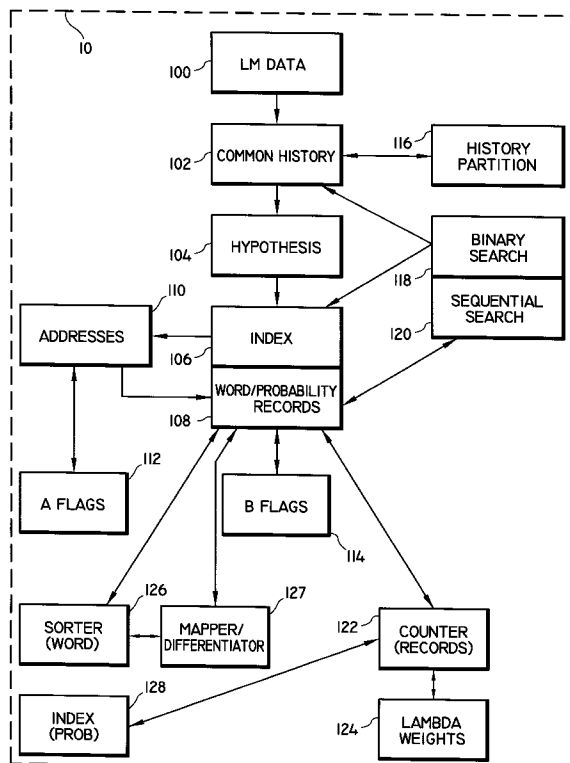 10
100
LM DATA
102
COMMON HISTORY
116
HISTORY
PARTITION
104
HYPOTHESIS
118
BINARY
SEARCH
120
SEQUENTIAL
SEARCH
110
ADDRESSES
106
INDEX
108
WORD/PROBABILITY
RECORDS
112
A FLAGS
B FLAGS
114
126
SORTER
(WORD)
127
MAPPER/
DIFFERENTIATOR
122
COUNTER
(RECORDS)
128
INDEX
(PROB)
124
LAMBDA
WEIGHTS